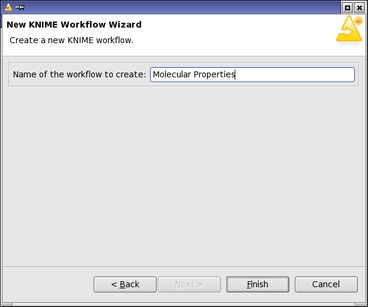 New KNIME Workflow Wizard
Create a new KNIME workflow.
Name of the workflow to create: Molecular Properties
< Back Next > Finish Cancel